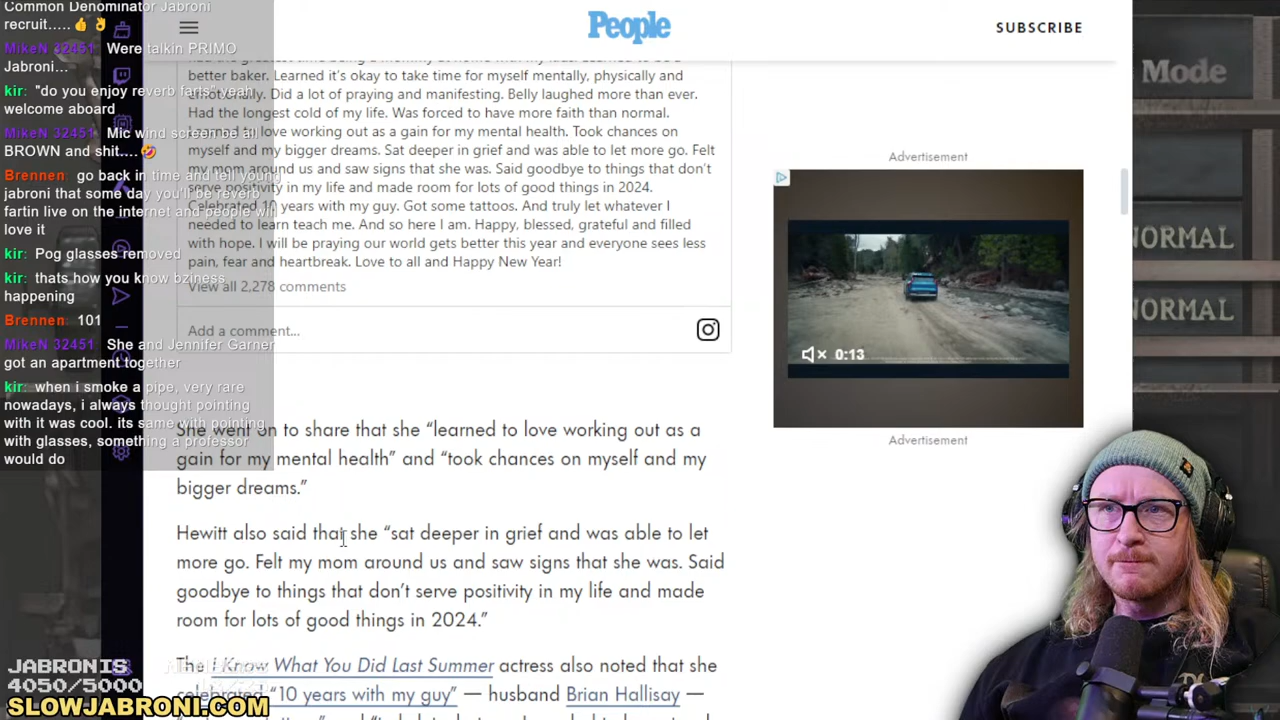 Common Denominator Jabroni
recruit.....👍👌
MikeN_32451 Were talkin PRIMO
Jabroni...
kir: "do you enjoy reverb farts" yeah
welcome aboard
MikeN_32451 Mic wind screened all
BROWN and shit....🤣
Brennen: go back in time and tell young
jabroni that some day you'll be reverb
fartin live on the internet and people will
love it
kir: Pog glasses removed
kir: thats how you know bziness
happening
Brennen: 101
MikeN_32451 She and Jennifer Garner
got an apartment together
kir: when i smoke a pipe, very rare
nowadays, i always thought pointing
with it was cool. its same with pointing
with glasses, something a professor
would do
JABRONIS
4050/5000
SLOWJABRONI.COM
People
SUBSCRIBE
better baker. Learned it's okay to take time for myself mentally, physically and
emotionally. Did a lot of praying and manifesting. Belly laughed more than ever.
Had the longest cold of my life. Was forced to have more faith than normal.
Learned to love working out as a gain for my mental health. Took chances on
myself and my bigger dreams. Sat deeper in grief and was able to let more go. Felt
my mom around us and saw signs that she was. Said goodbye to things that don't
serve positivity in my life and made room for lots of good things in 2024.
Celebrated 10 years with my guy. Got some tattoos. And truly let whatever I
needed to learn teach me. And so here I am. Happy, blessed, grateful and filled
with hope. I will be praying our world gets better this year and everyone sees less
pain, fear and heartbreak. Love to all and Happy New Year!
View all 2,278 comments
Add a comment...
She went on to share that she “learned to love working out as a
gain for my mental health” and “took chances on myself and my
bigger dreams.”
Hewitt also said that she “sat deeper in grief and was able to let
more go. Felt my mom around us and saw signs that she was. Said
goodbye to things that don’t serve positivity in my life and made
room for lots of good things in 2024.”
The I Know What You Did Last Summer actress also noted that she
celebrated “10 years with my guy” — husband Brian Hallisay —
Advertisement
0:13
Advertisement
Mode
NORMAL
NORMAL